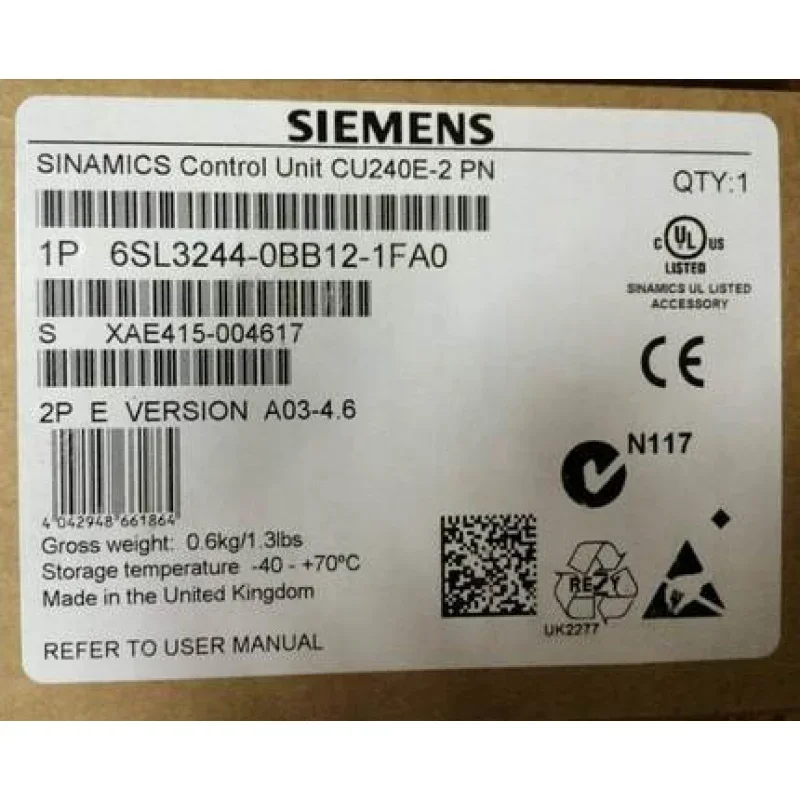 SIEMENS
SINAMICS Control Unit CU240E-2 PN
QTY:1
1P 6SL3244-0BB12-1FA0
C UL US
LISTED
SINAMICS UL LISTED
ACCESSORY
S XAE415-004617
CE
2P E VERSION A03-4.6
N117
4 042948 661864
Gross weight: 0.6kg/1.3lbs
Storage temperature -40 - +70ºC
Made in the United Kingdom
RESY
UK2277
REFER TO USER MANUAL